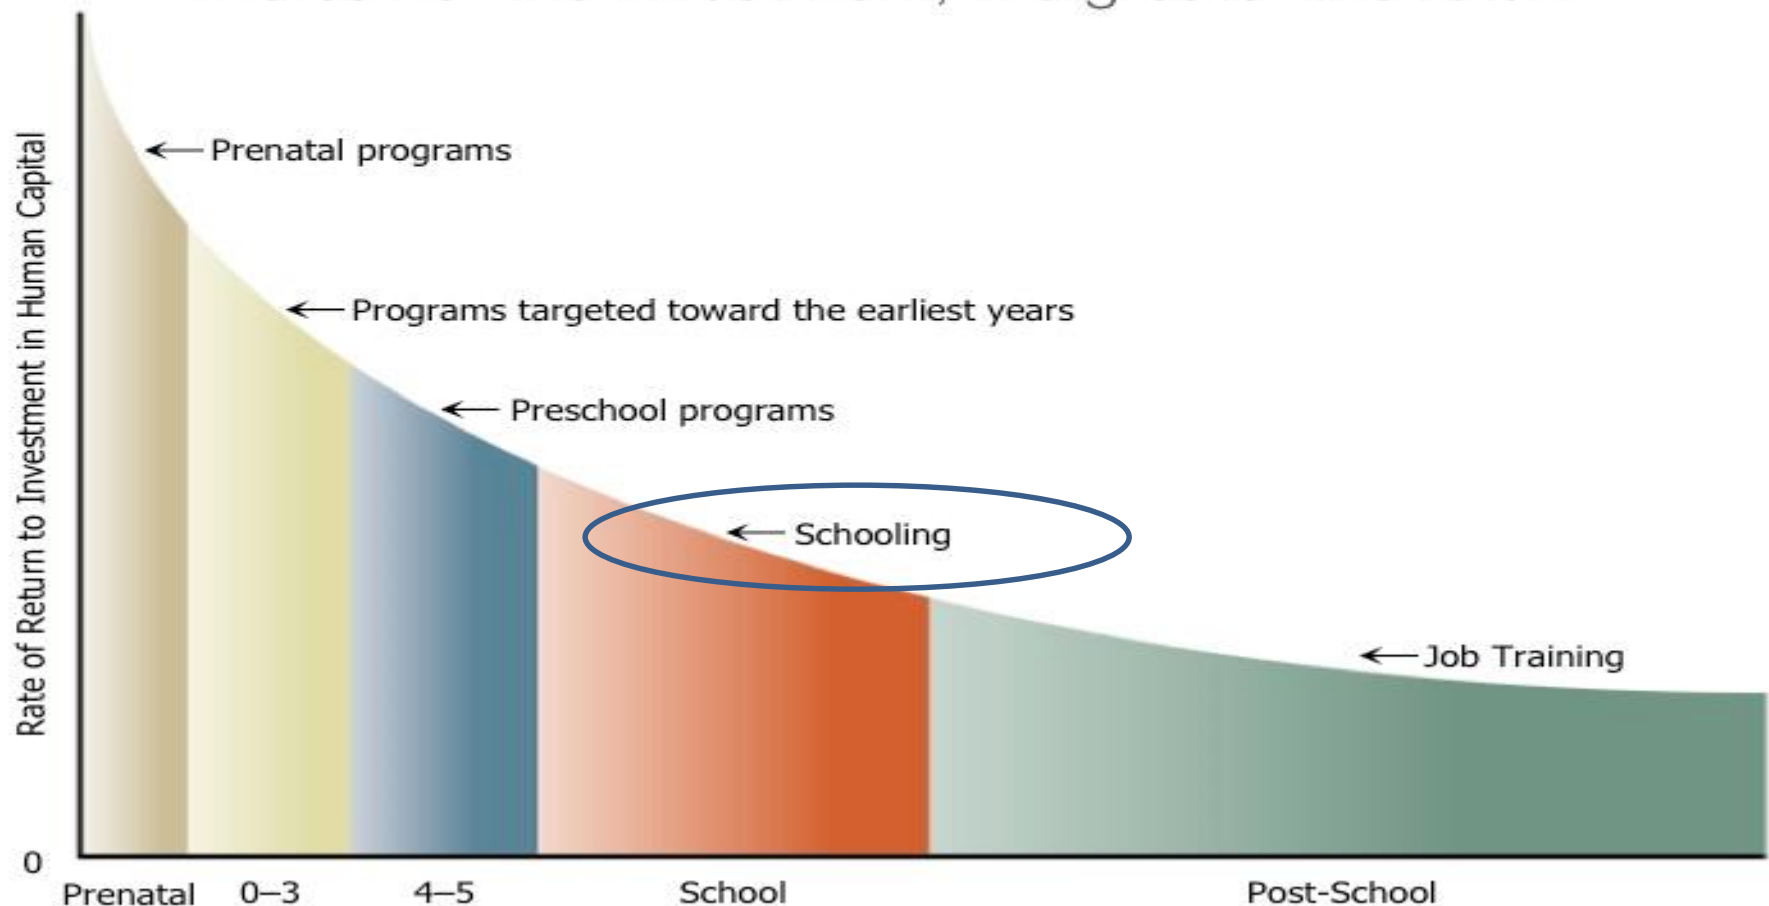 Prenatal programs
Programs targeted toward the earliest years
Preschool programs
Schooling
Job Training
Rate of Return to Investment in Human Capital
0
Prenatal 0–3 4–5 School Post-School